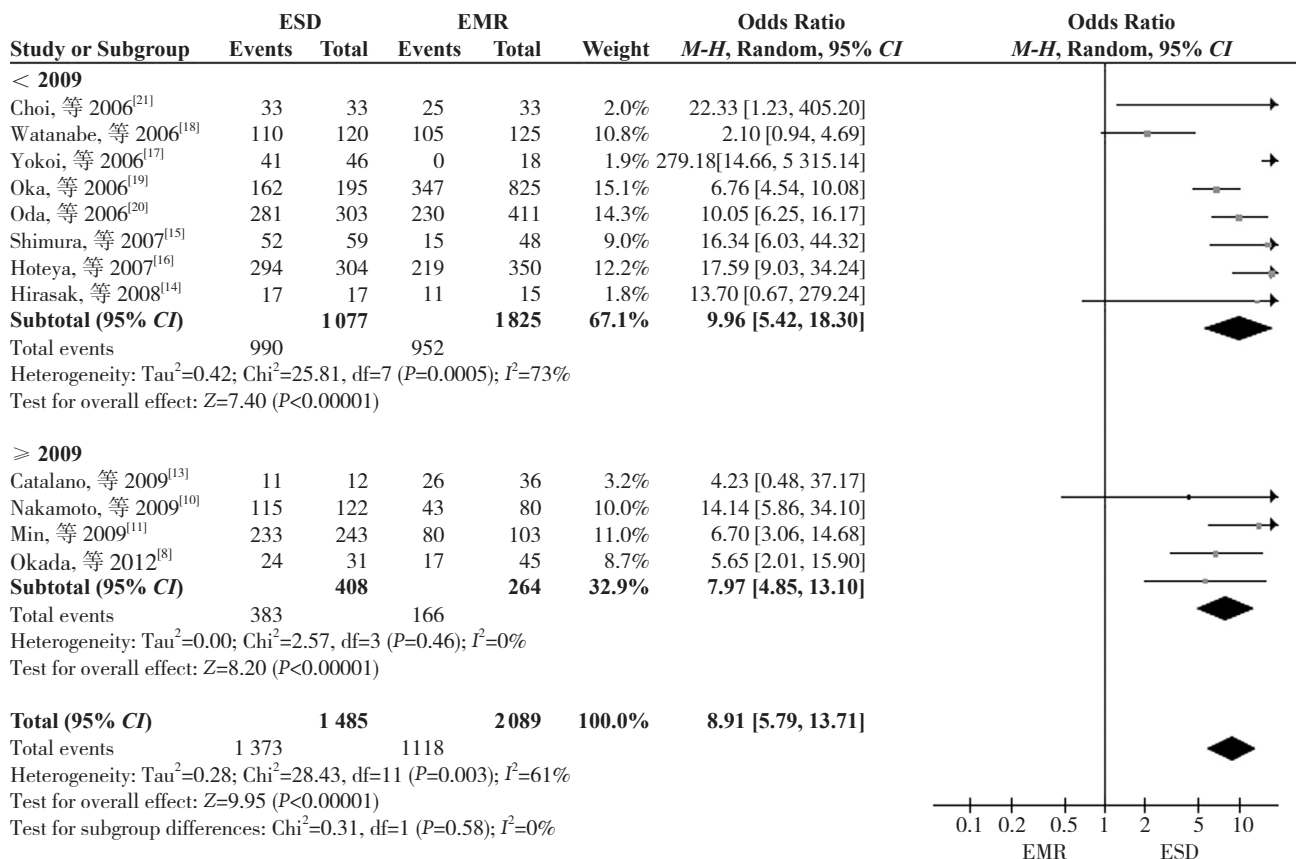 ESD EMR Odds Ratio Odds Ratio
Study or Subgroup Events Total Events Total Weight M-H, Random, 95% CI M-H, Random, 95% CI
< 2009
Choi, 等 2006[21] 33 33 25 33 2.0% 22.33 [1.23, 405.20]
Watanabe, 等 2006[18] 110 120 105 125 10.8% 2.10 [0.94, 4.69]
Yokoi, 等 2006[17] 41 46 0 18 1.9% 279.18[14.66, 5 315.14]
Oka, 等 2006[19] 162 195 347 825 15.1% 6.76 [4.54, 10.08]
Oda, 等 2006[20] 281 303 230 411 14.3% 10.05 [6.25, 16.17]
Shimura, 等 2007[15] 52 59 15 48 9.0% 16.34 [6.03, 44.32]
Hoteya, 等 2007[16] 294 304 219 350 12.2% 17.59 [9.03, 34.24]
Hirasak, 等 2008[14] 17 17 11 15 1.8% 13.70 [0.67, 279.24]
Subtotal (95% CI) 1 077 1 825 67.1% 9.96 [5.42, 18.30]
Total events 990 952
Heterogeneity: Tau²=0.42; Chi²=25.81, df=7 (P=0.0005); I²=73%
Test for overall effect: Z=7.40 (P<0.00001)
⩾ 2009
Catalano, 等 2009[13] 11 12 26 36 3.2% 4.23 [0.48, 37.17]
Nakamoto, 等 2009[10] 115 122 43 80 10.0% 14.14 [5.86, 34.10]
Min, 等 2009[11] 233 243 80 103 11.0% 6.70 [3.06, 14.68]
Okada, 等 2012[8] 24 31 17 45 8.7% 5.65 [2.01, 15.90]
Subtotal (95% CI) 408 264 32.9% 7.97 [4.85, 13.10]
Total events 383 166
Heterogeneity: Tau²=0.00; Chi²=2.57, df=3 (P=0.46); I²=0%
Test for overall effect: Z=8.20 (P<0.00001)
Total (95% CI) 1 485 2 089 100.0% 8.91 [5.79, 13.71]
Total events 1 373 1118
Heterogeneity: Tau²=0.28; Chi²=28.43, df=11 (P=0.003); I²=61%
Test for overall effect: Z=9.95 (P<0.00001)
Test for subgroup differences: Chi²=0.31, df=1 (P=0.58); I²=0%
0.1 0.2 0.5 1 2 5 10
EMR ESD